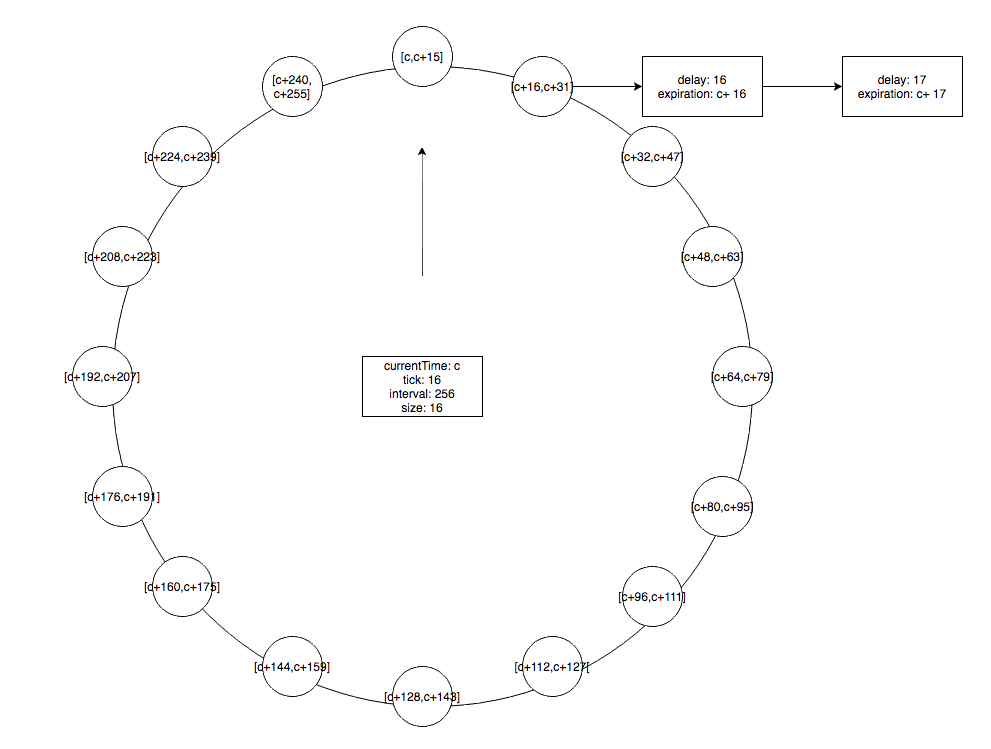 [c,c+15]
[c+240,
c+255]
[c+16,c+31]
delay: 16
expiration: c+ 16
delay: 17
expiration: c+ 17
[c+224,c+239]
[c+32,c+47]
[c+208,c+223]
[c+48,c+63]
[c+192,c+207]
currentTime: c
tick: 16
interval: 256
size: 16
[c+64,c+79]
[c+176,c+191]
[c+80,c+95]
[c+160,c+175]
[c+96,c+111]
[c+144,c+159]
[c+128,c+143]
[c+112,c+127[